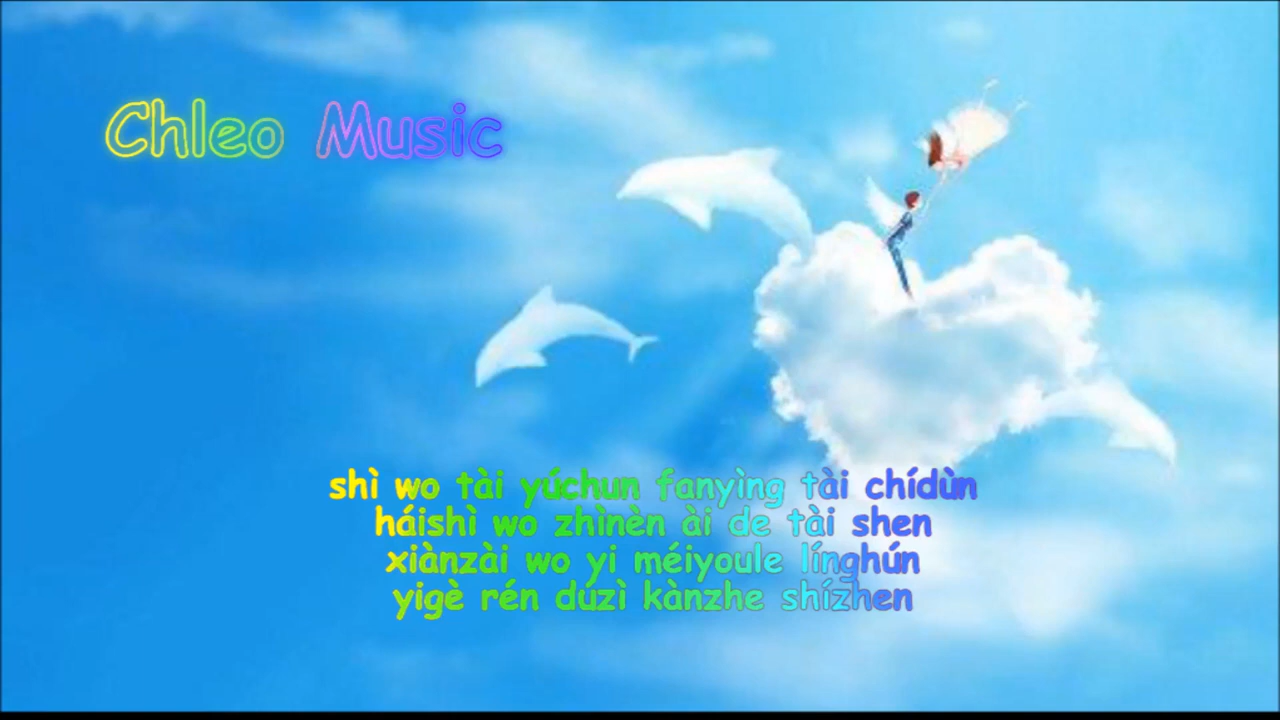 Chleo Music
shì wo tài yúchun fanyìng tài chídùn
háishì wo zhìnèn ài de tài shen
xiànzài wo yi méiyoule línghún
yigè rén dúzì kànzhe shízhen